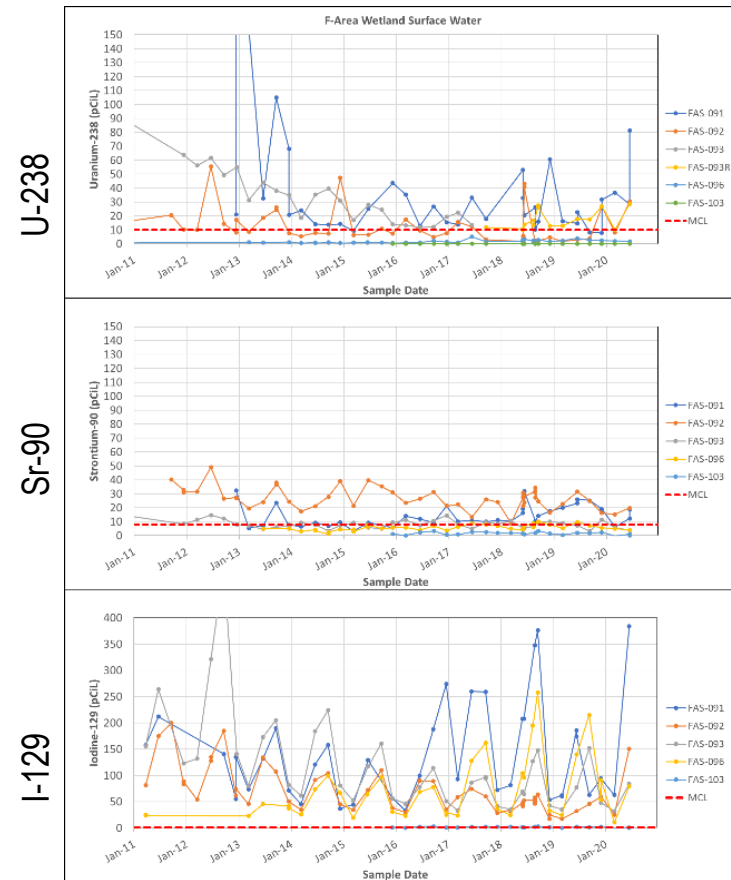 F-Area Wetland Surface Water
U-238
Uranium-238 (pCiL)
150
140
130
120
110
100
90
80
70
60
50
40
30
20
10
0
Jan-11
Jan-12
Jan-13
Jan-14
Jan-15
Jan-16
Jan-17
Jan-18
Jan-19
Jan-20
Sample Date
FAS-091
FAS-092
FAS-093
FAS-093R
FAS-096
FAS-103
MCL
Sr-90
Strontium-90 (pCiL)
150
140
130
120
110
100
90
80
70
60
50
40
30
20
10
0
Jan-11
Jan-12
Jan-13
Jan-14
Jan-15
Jan-16
Jan-17
Jan-18
Jan-19
Jan-20
Sample Date
FAS-091
FAS-092
FAS-093
FAS-096
FAS-103
MCL
I-129
Iodine-129 (pCiL)
400
350
300
250
200
150
100
50
0
Jan-11
Jan-12
Jan-13
Jan-14
Jan-15
Jan-16
Jan-17
Jan-18
Jan-19
Jan-20
Sample Date
FAS-091
FAS-092
FAS-093
FAS-096
FAS-103
MCL